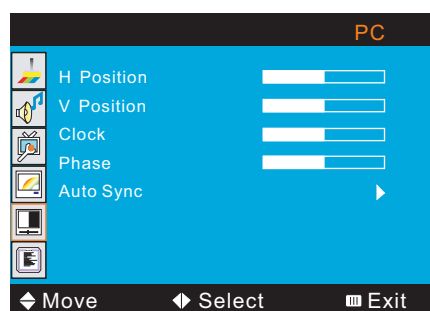 PC
H Position
V Position
Clock
Phase
Auto Sync
Move Select Exit